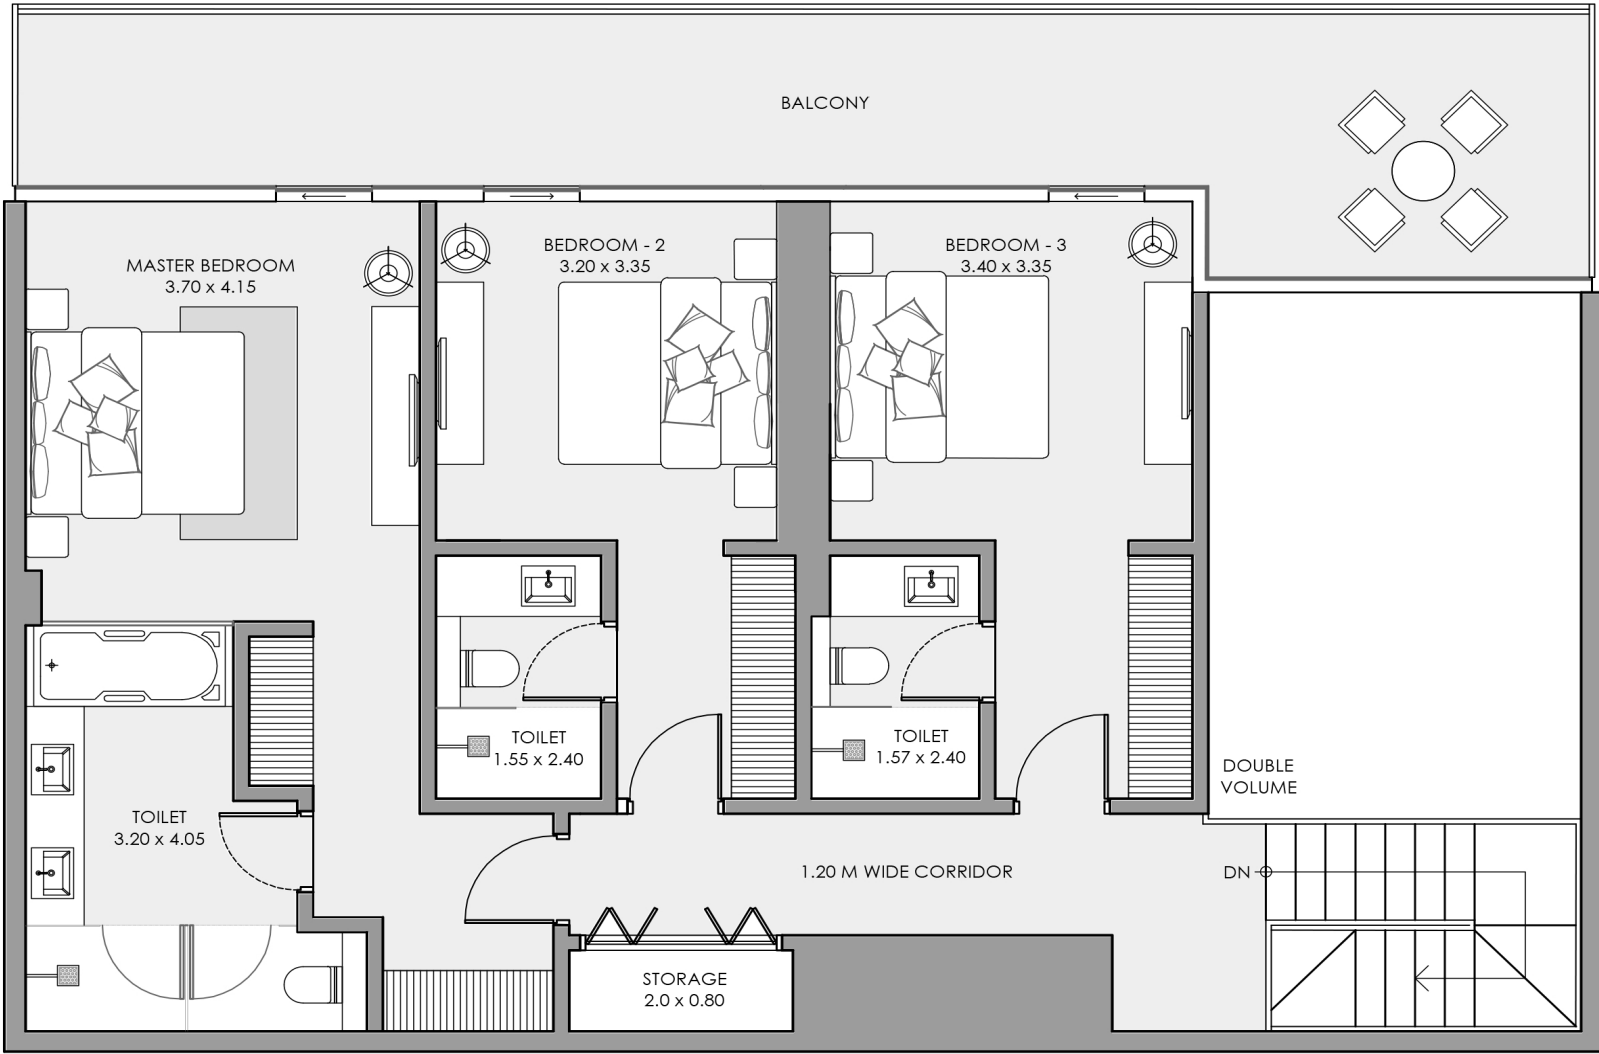 BALCONY
MASTER BEDROOM
3.70 x 4.15
BEDROOM - 2
3.20 x 3.35
BEDROOM - 3
3.40 x 3.35
TOILET
1.55 x 2.40
TOILET
1.57 x 2.40
DOUBLE
VOLUME
TOILET
3.20 x 4.05
1.20 M WIDE CORRIDOR
DN
STORAGE
2.0 x 0.80